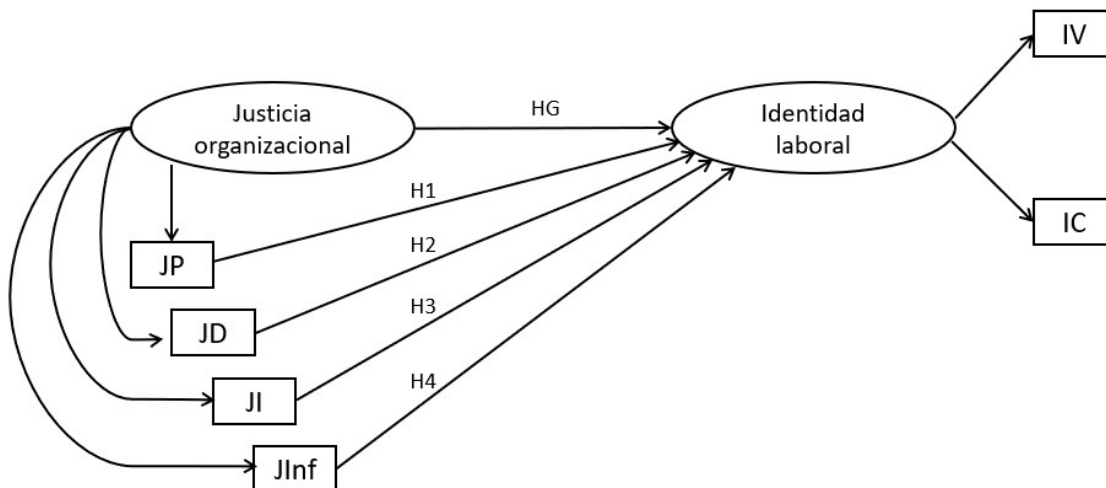 IV
Justicia
organizacional
HG
Identidad
laboral
H1
IC
JP
H2
JD
H3
JI
H4
JInf